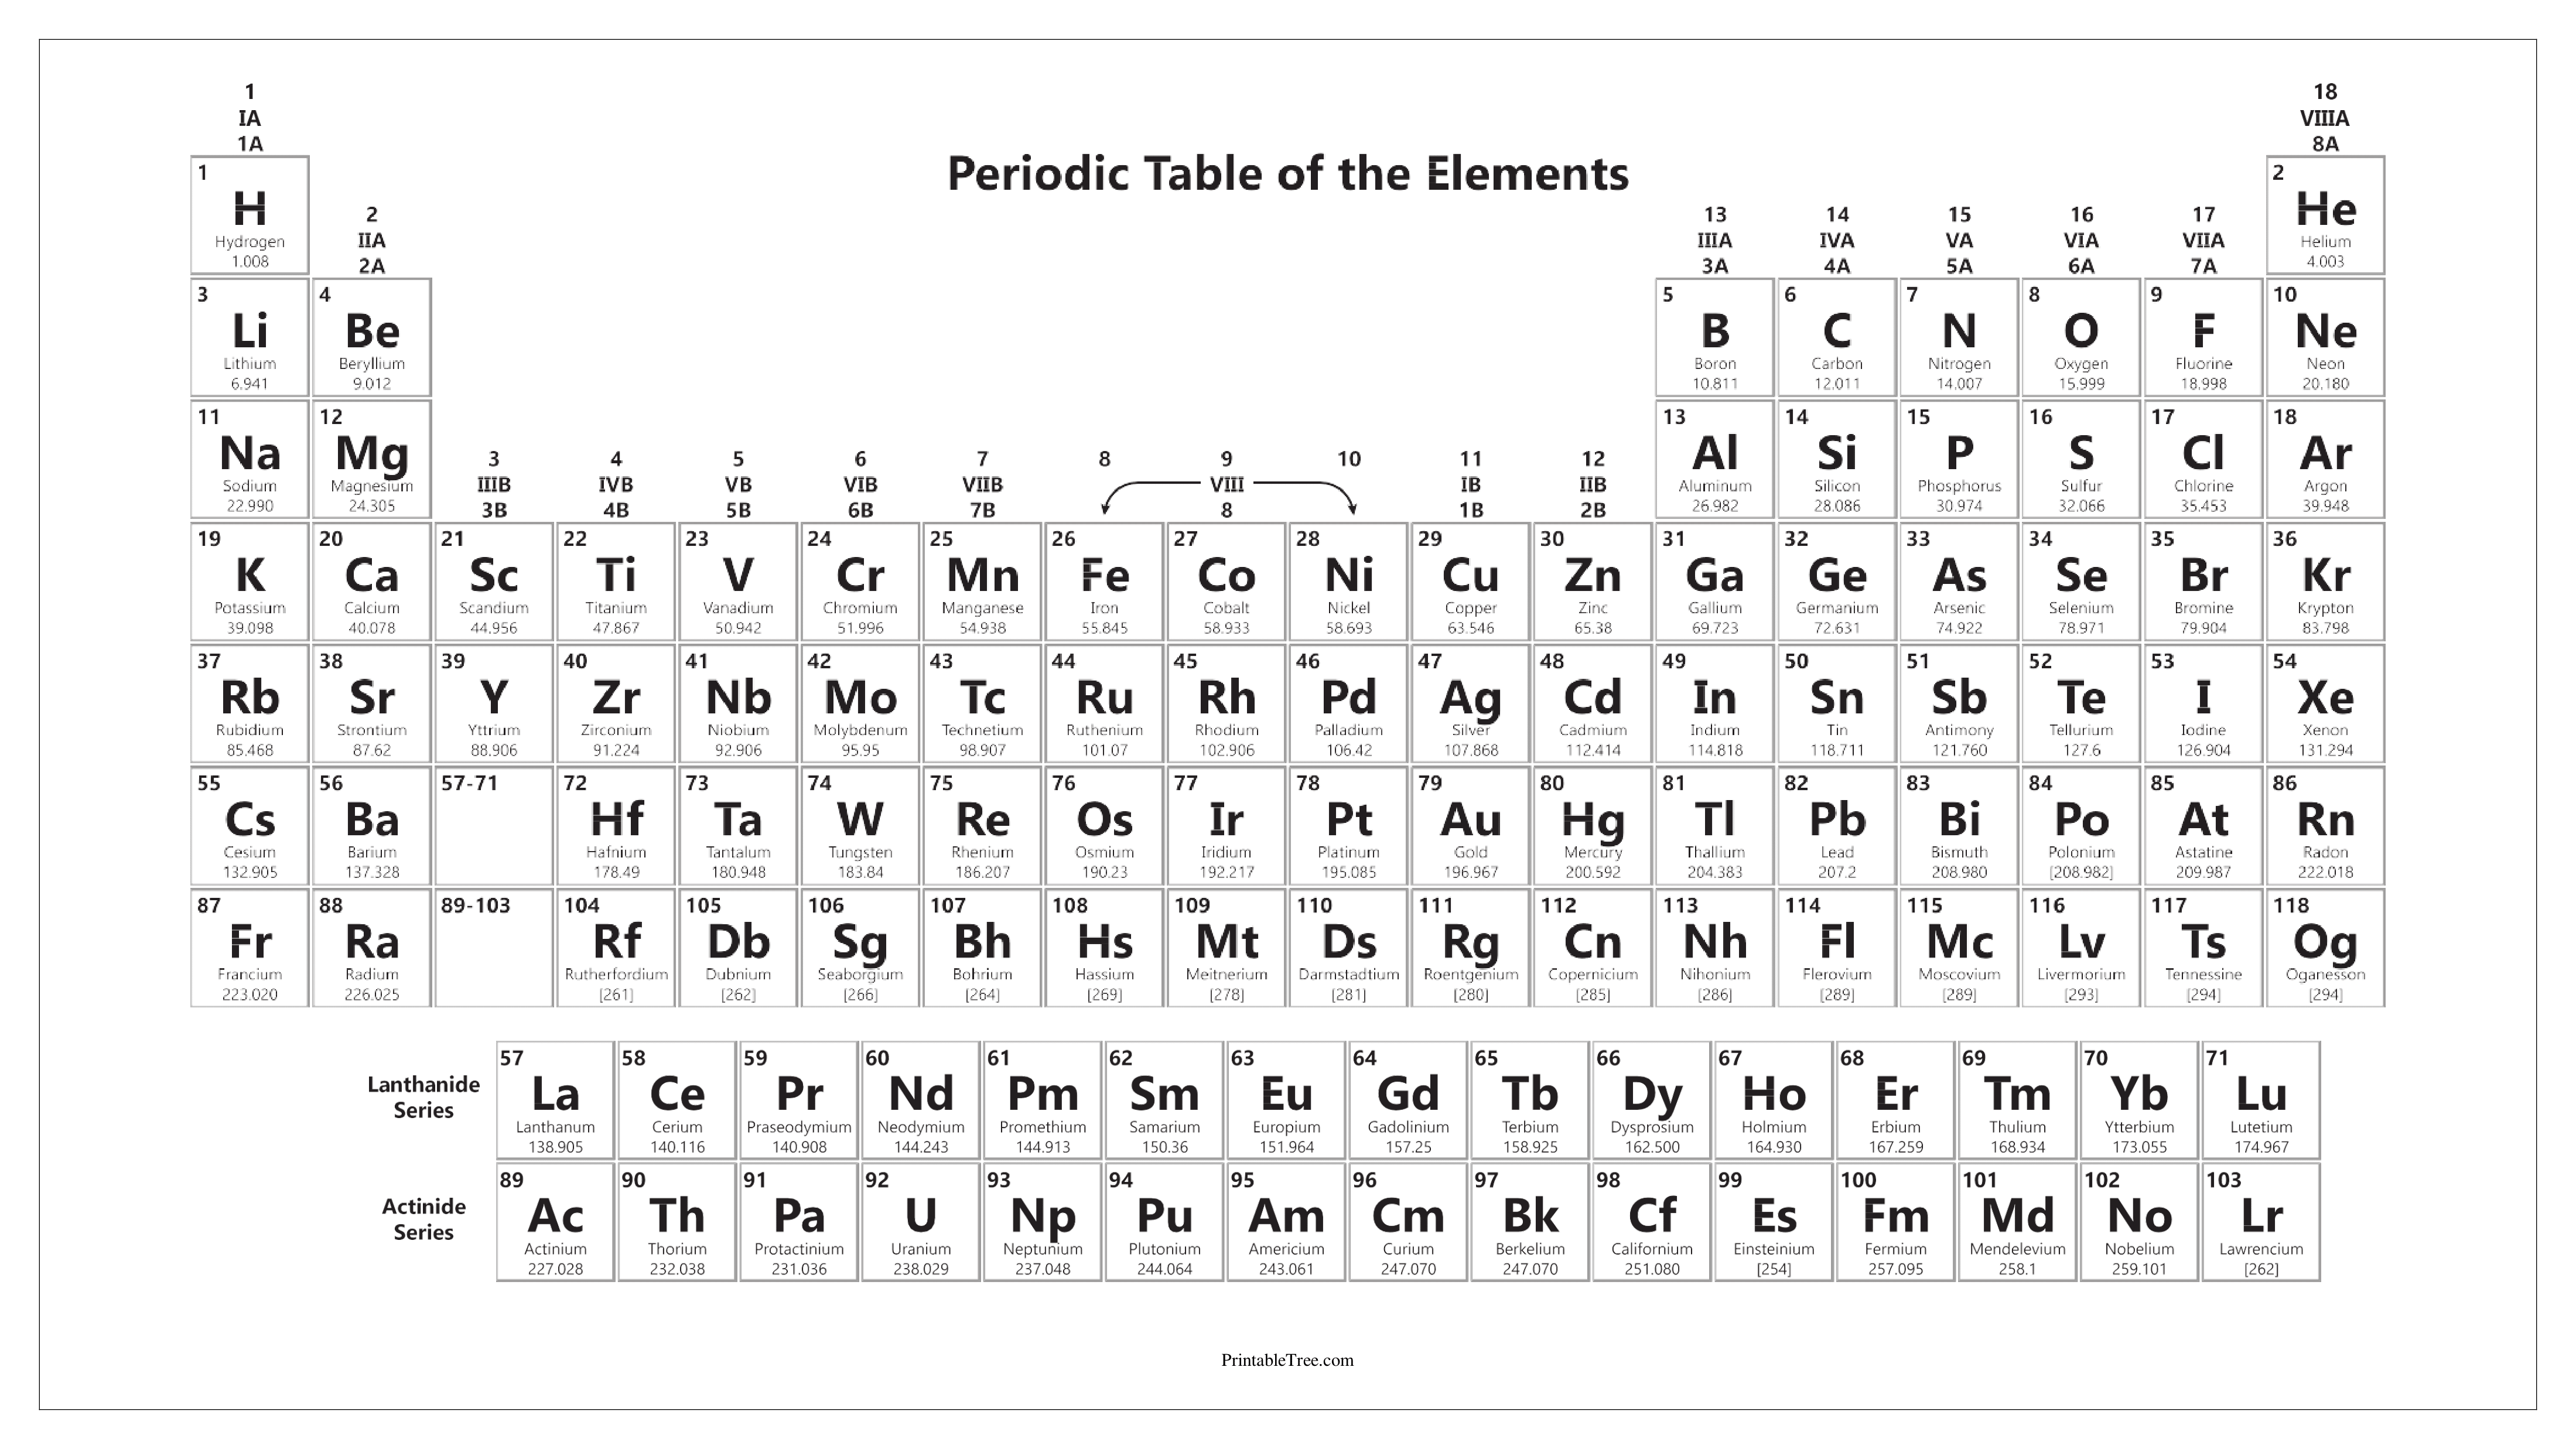 1 18
IA VIIIA
1A 8A
Periodic Table of the Elements
1 2
H He
Hydrogen Helium
1.008 4.003
2 13 14 15 16 17
IIA IIIA IVA VA VIA VIIA
2A 3A 4A 5A 6A 7A
3 4 5 6 7 8 9 10
Li Be B C N O F Ne
Lithium Beryllium Boron Carbon Nitrogen Oxygen Fluorine Neon
6.941 9.012 10.811 12.011 14.007 15.999 18.998 20.180
11 12 13 14 15 16 17 18
Na Mg Al Si P S Cl Ar
Sodium Magnesium Aluminum Silicon Phosphorus Sulfur Chlorine Argon
22.990 24.305 26.982 28.086 30.974 32.066 35.453 39.948
3 4 5 6 7 8 9 10 11 12
IIIB IVB VB VIB VIIB VIII IB IIB
3B 4B 5B 6B 7B 8 1B 2B
19 20 21 22 23 24 25 26 27 28 29 30 31 32 33 34 35 36
K Ca Sc Ti V Cr Mn Fe Co Ni Cu Zn Ga Ge As Se Br Kr
Potassium Calcium Scandium Titanium Vanadium Chromium Manganese Iron Cobalt Nickel Copper Zinc Gallium Germanium Arsenic Selenium Bromine Krypton
39.098 40.078 44.956 47.867 50.942 51.996 54.938 55.845 58.933 58.693 63.546 65.38 69.723 72.631 74.922 78.971 79.904 83.798
37 38 39 40 41 42 43 44 45 46 47 48 49 50 51 52 53 54
Rb Sr Y Zr Nb Mo Tc Ru Rh Pd Ag Cd In Sn Sb Te I Xe
Rubidium Strontium Yttrium Zirconium Niobium Molybdenum Technetium Ruthenium Rhodium Palladium Silver Cadmium Indium Tin Antimony Tellurium Iodine Xenon
85.468 87.62 88.906 91.224 92.906 95.95 98.907 101.07 102.906 106.42 107.868 112.414 114.818 118.711 121.760 127.6 126.904 131.294
55 56 57-71 72 73 74 75 76 77 78 79 80 81 82 83 84 85 86
Cs Ba Hf Ta W Re Os Ir Pt Au Hg Tl Pb Bi Po At Rn
Cesium Barium Hafnium Tantalum Tungsten Rhenium Osmium Iridium Platinum Gold Mercury Thallium Lead Bismuth Polonium Astatine Radon
132.905 137.328 178.49 180.948 183.84 186.207 190.23 192.217 195.085 196.967 200.592 204.383 207.2 208.980 [208.982] 209.987 222.018
87 88 89-103 104 105 106 107 108 109 110 111 112 113 114 115 116 117 118
Fr Ra Rf Db Sg Bh Hs Mt Ds Rg Cn Nh Fl Mc Lv Ts Og
Francium Radium Rutherfordium Dubnium Seaborgium Bohrium Hassium Meitnerium Darmstadtium Roentgenium Copernicium Nihonium Flerovium Moscovium Livermorium Tennessine Oganesson
223.020 226.025 [261] [262] [266] [264] [269] [278] [281] [280] [285] [286] [289] [289] [293] [294] [294]
Lanthanide
Series
57 58 59 60 61 62 63 64 65 66 67 68 69 70 71
La Ce Pr Nd Pm Sm Eu Gd Tb Dy Ho Er Tm Yb Lu
Lanthanum Cerium Praseodymium Neodymium Promethium Samarium Europium Gadolinium Terbium Dysprosium Holmium Erbium Thulium Ytterbium Lutetium
138.905 140.116 140.908 144.243 144.913 150.36 151.964 157.25 158.925 162.500 164.930 167.259 168.934 173.055 174.967
Actinide
Series
89 90 91 92 93 94 95 96 97 98 99 100 101 102 103
Ac Th Pa U Np Pu Am Cm Bk Cf Es Fm Md No Lr
Actinium Thorium Protactinium Uranium Neptunium Plutonium Americium Curium Berkelium Californium Einsteinium Fermium Mendelevium Nobelium Lawrencium
227.028 232.038 231.036 238.029 237.048 244.064 243.061 247.070 247.070 251.080 [254] 257.095 258.1 259.101 [262]
PrintableTree.com